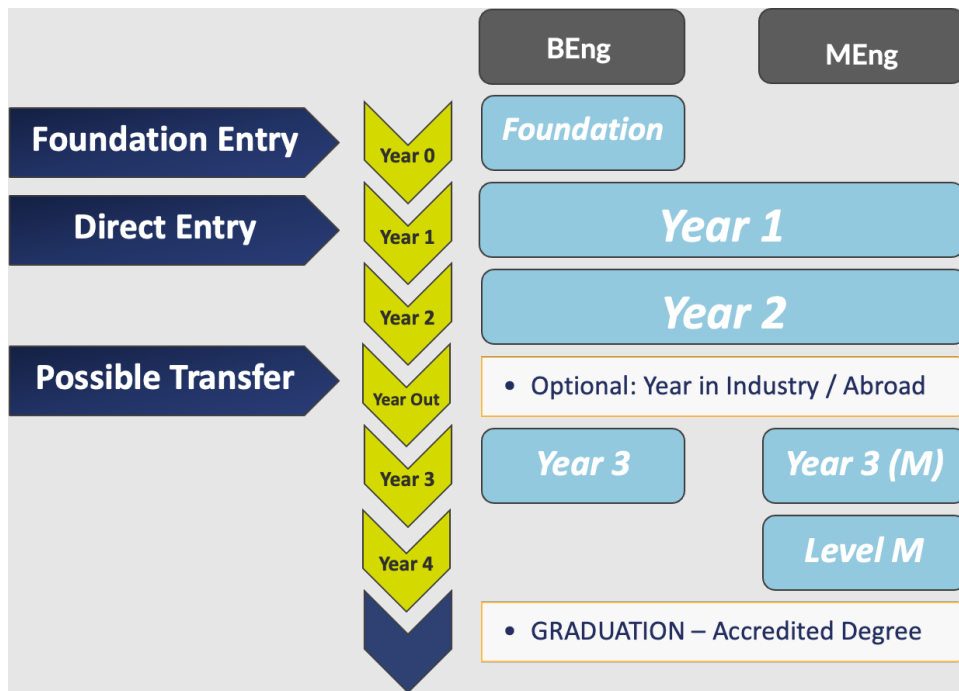 BEng
MEng
Foundation Entry
Year 0
Foundation
Direct Entry
Year 1
Year 1
Year 2
Year 2
Possible Transfer
Year Out
• Optional: Year in Industry / Abroad
Year 3
Year 3
Year 3 (M)
Year 4
Level M
• GRADUATION – Accredited Degree